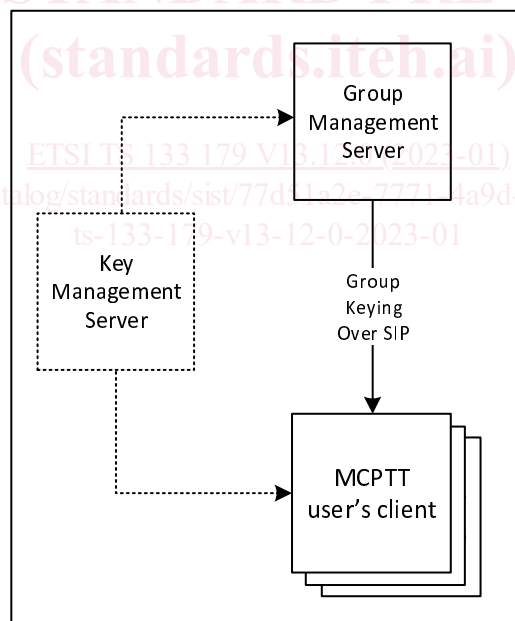 STANDARD PRE
(standards.iteh.ai)
Group
Management
Server
ETSI TS 133 179 V13.12.0 (2023-01)
talog/standards/sist/77d51a2e-7771-4a9d-
ts-133-179-v13-12-0-2023-01
Key
Management
Server
Group
Keying
Over SIP
MCPTT
user's client